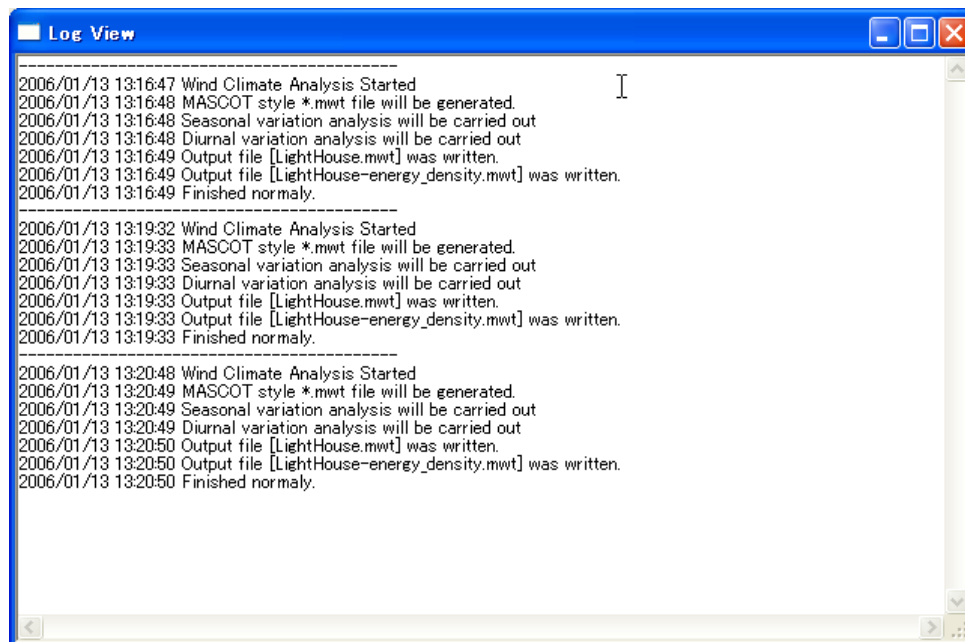 Log View
------------------------------------------
2006/01/13 13:16:47 Wind Climate Analysis Started
2006/01/13 13:16:48 MASCOT style *.mwt file will be generated.
2006/01/13 13:16:48 Seasonal variation analysis will be carried out
2006/01/13 13:16:48 Diurnal variation analysis will be carried out
2006/01/13 13:16:49 Output file [LightHouse.mwt] was written.
2006/01/13 13:16:49 Output file [LightHouse-energy_density.mwt] was written.
2006/01/13 13:16:49 Finished normaly.
------------------------------------------
2006/01/13 13:19:32 Wind Climate Analysis Started
2006/01/13 13:19:33 MASCOT style *.mwt file will be generated.
2006/01/13 13:19:33 Seasonal variation analysis will be carried out
2006/01/13 13:19:33 Diurnal variation analysis will be carried out
2006/01/13 13:19:33 Output file [LightHouse.mwt] was written.
2006/01/13 13:19:33 Output file [LightHouse-energy_density.mwt] was written.
2006/01/13 13:19:33 Finished normaly.
------------------------------------------
2006/01/13 13:20:48 Wind Climate Analysis Started
2006/01/13 13:20:49 MASCOT style *.mwt file will be generated.
2006/01/13 13:20:49 Seasonal variation analysis will be carried out
2006/01/13 13:20:49 Diurnal variation analysis will be carried out
2006/01/13 13:20:50 Output file [LightHouse.mwt] was written.
2006/01/13 13:20:50 Output file [LightHouse-energy_density.mwt] was written.
2006/01/13 13:20:50 Finished normaly.